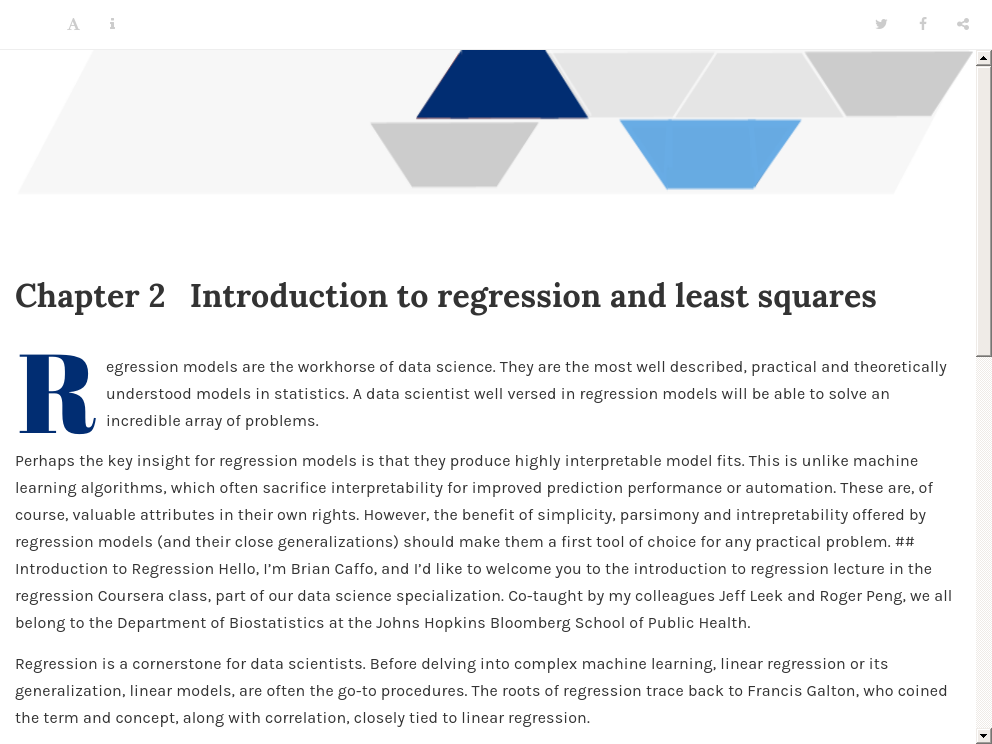 Chapter 2 Introduction to regression and least squares
Regression models are the workhorse of data science. They are the most well described, practical and theoretically
understood models in statistics. A data scientist well versed in regression models will be able to solve an
incredible array of problems.
Perhaps the key insight for regression models is that they produce highly interpretable model fits. This is unlike machine
learning algorithms, which often sacrifice interpretability for improved prediction performance or automation. These are, of
course, valuable attributes in their own rights. However, the benefit of simplicity, parsimony and intrepretability offered by
regression models (and their close generalizations) should make them a first tool of choice for any practical problem. ##
Introduction to Regression Hello, I’m Brian Caffo, and I’d like to welcome you to the introduction to regression lecture in the
regression Coursera class, part of our data science specialization. Co-taught by my colleagues Jeff Leek and Roger Peng, we all
belong to the Department of Biostatistics at the Johns Hopkins Bloomberg School of Public Health.
Regression is a cornerstone for data scientists. Before delving into complex machine learning, linear regression or its
generalization, linear models, are often the go-to procedures. The roots of regression trace back to Francis Galton, who coined
the term and concept, along with correlation, closely tied to linear regression.